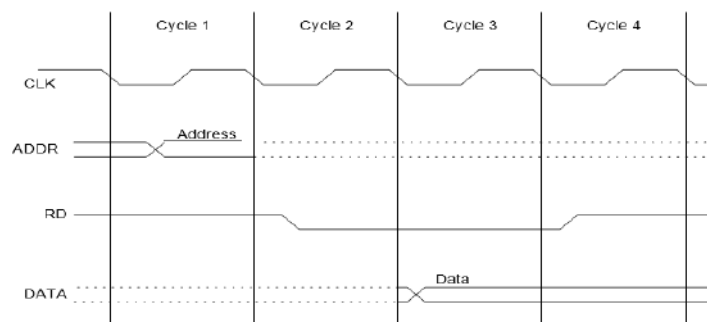 Cycle 1 Cycle 2 Cycle 3 Cycle 4
CLK
Address
ADDR
RD
Data
DATA